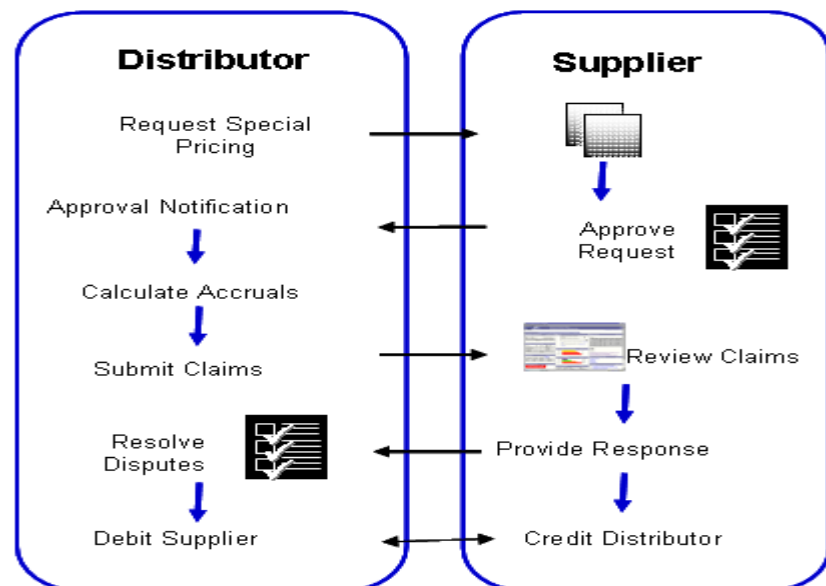 Distributor
Request Special
Pricing
Approval Notification
Calculate Accruals
Submit Claims
Resolve
Disputes
Debit Supplier
Supplier
Approve
Request
Review Claims
Provide Response
Credit Distributor